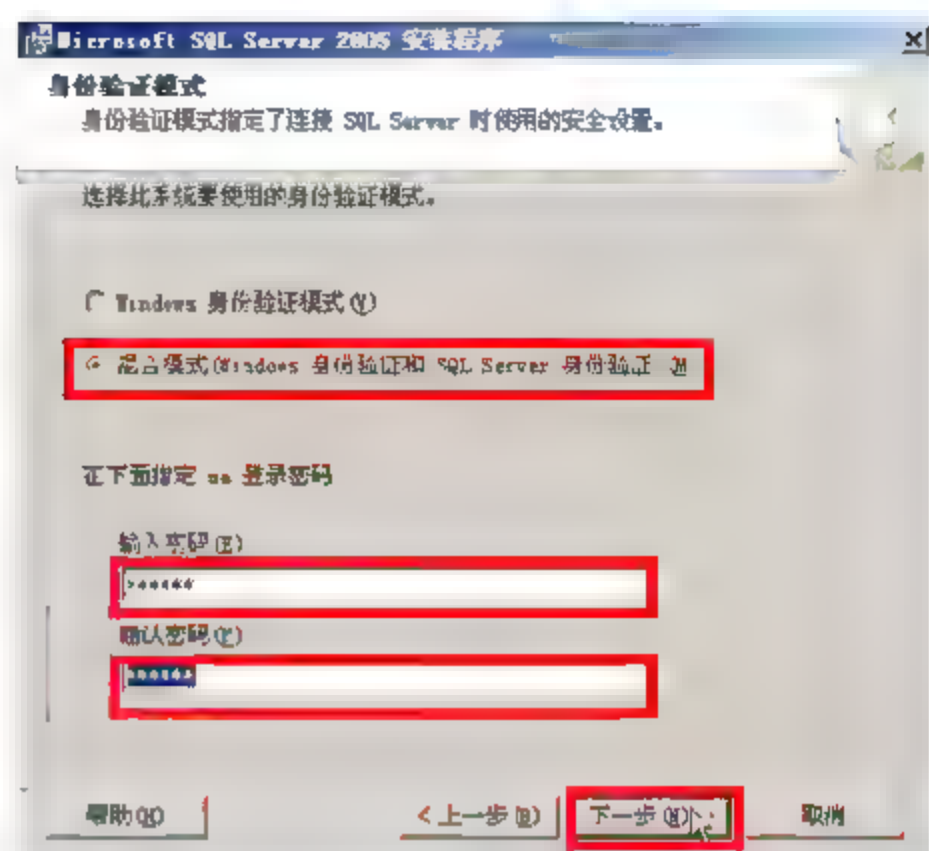 Microsoft SQL Server 2005 安装程序
身份验证模式
身份验证模式指定了连接 SQL Server 时使用的安全设置。
选择此系统要使用的身份验证模式。
Windows 身份验证模式(W)
混合模式(Windows 身份验证和 SQL Server 身份验证)(M)
在下面指定 sa 登录密码
输入密码(E)
******
确认密码(P)
******
帮助(H)
<上一步(B)
下一步(N)>
取消